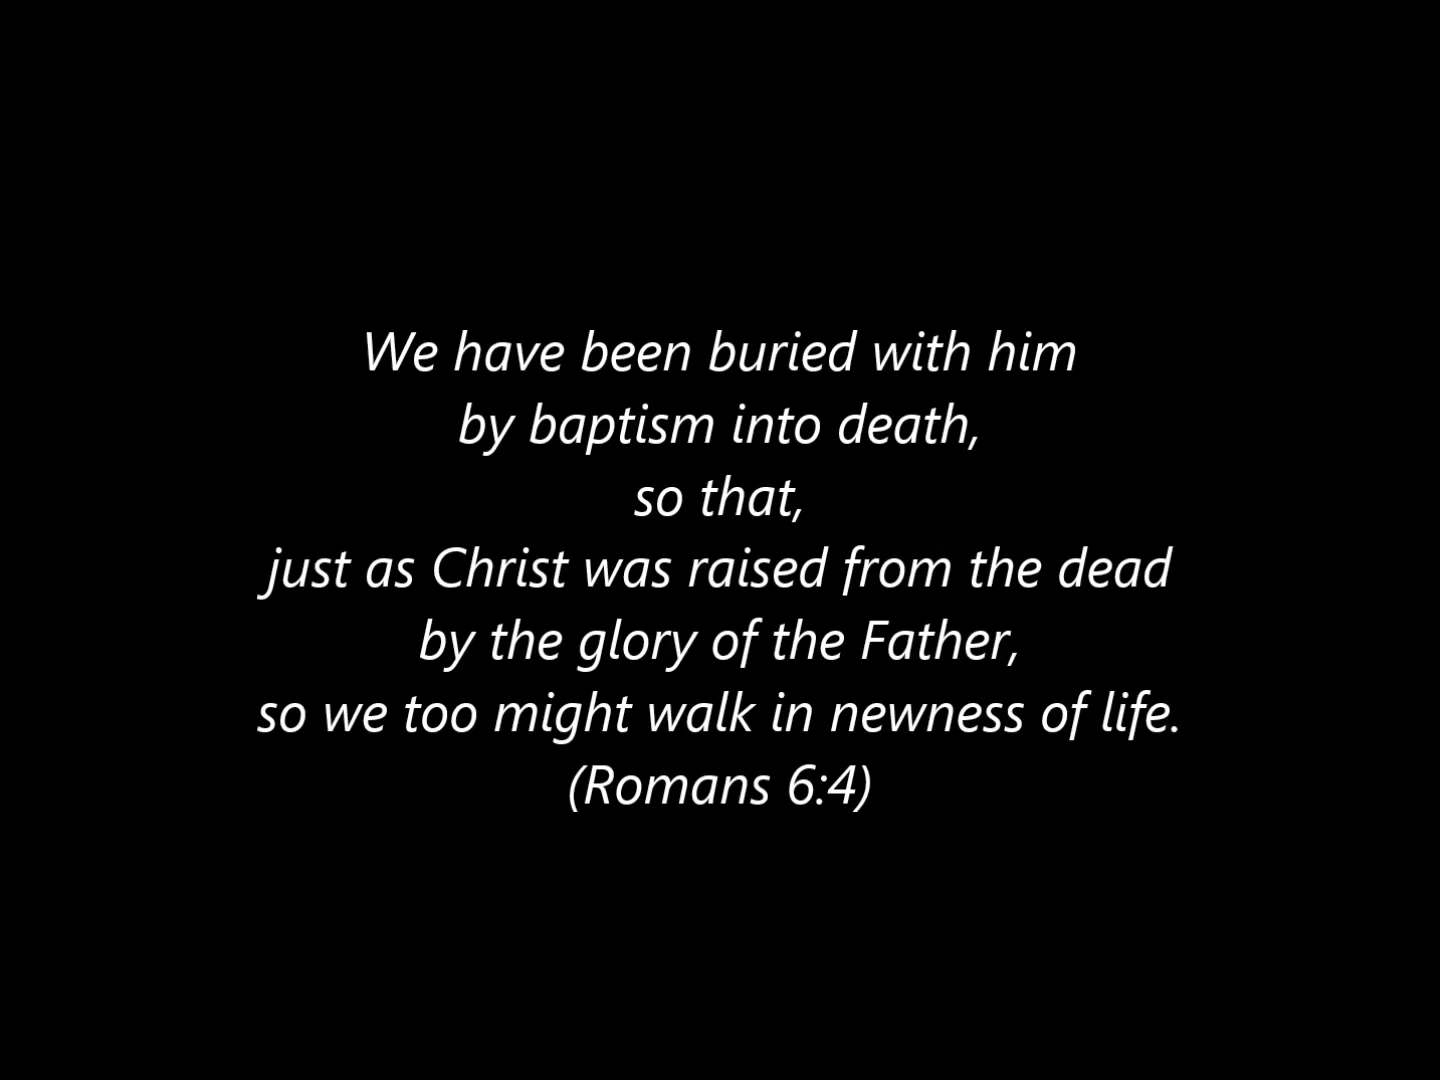 We have been buried with him
by baptism into death,
so that,
just as Christ was raised from the dead
by the glory of the Father,
so we too might walk in newness of life.
(Romans 6:4)